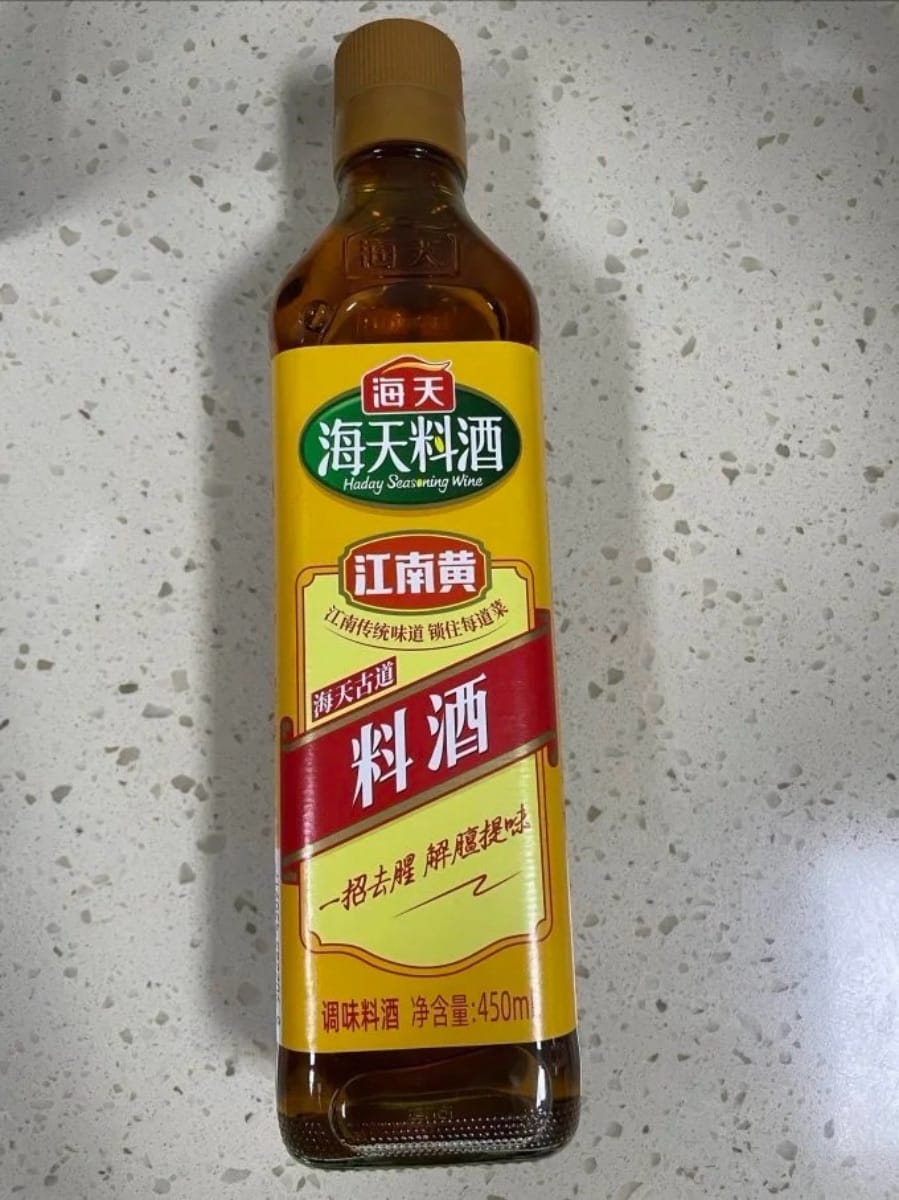 海天
海天
海天料酒
Haday Seasoning Wine
江南黄
江南传统味道 锁住每道菜
海天古道
料酒
一招去腥 解膻提味
调味料酒 净含量:450m